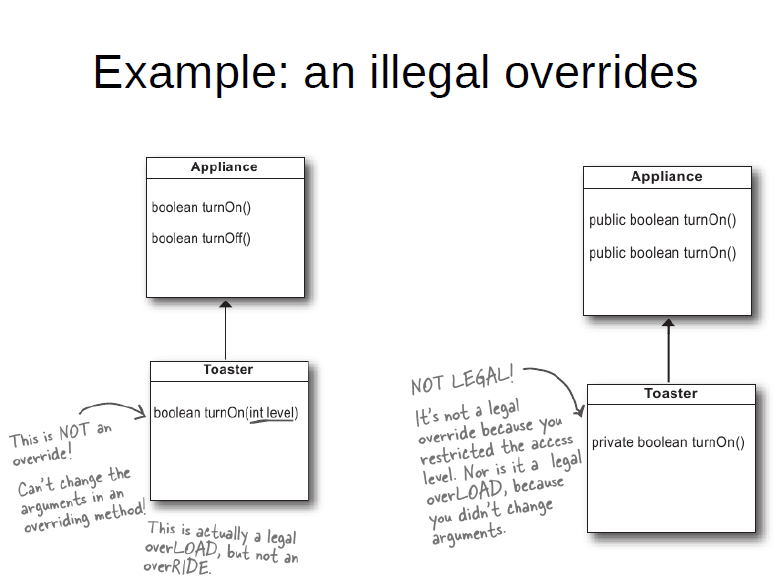 Example: an illegal overrides
Appliance
boolean turnOn()
boolean turnOff()
Toaster
boolean turnOn(int level)
This is NOT an
override!
Can't change the
arguments in an
overriding method!
This is actually a legal
overLOAD, but not an
overRIDE.
Appliance
public boolean turnOn()
public boolean turnOn()
Toaster
private boolean turnOn()
NOT LEGAL!
It's not a legal
override because you
restricted the access
level. Nor is it a legal
overLOAD, because
you didn't change
arguments.